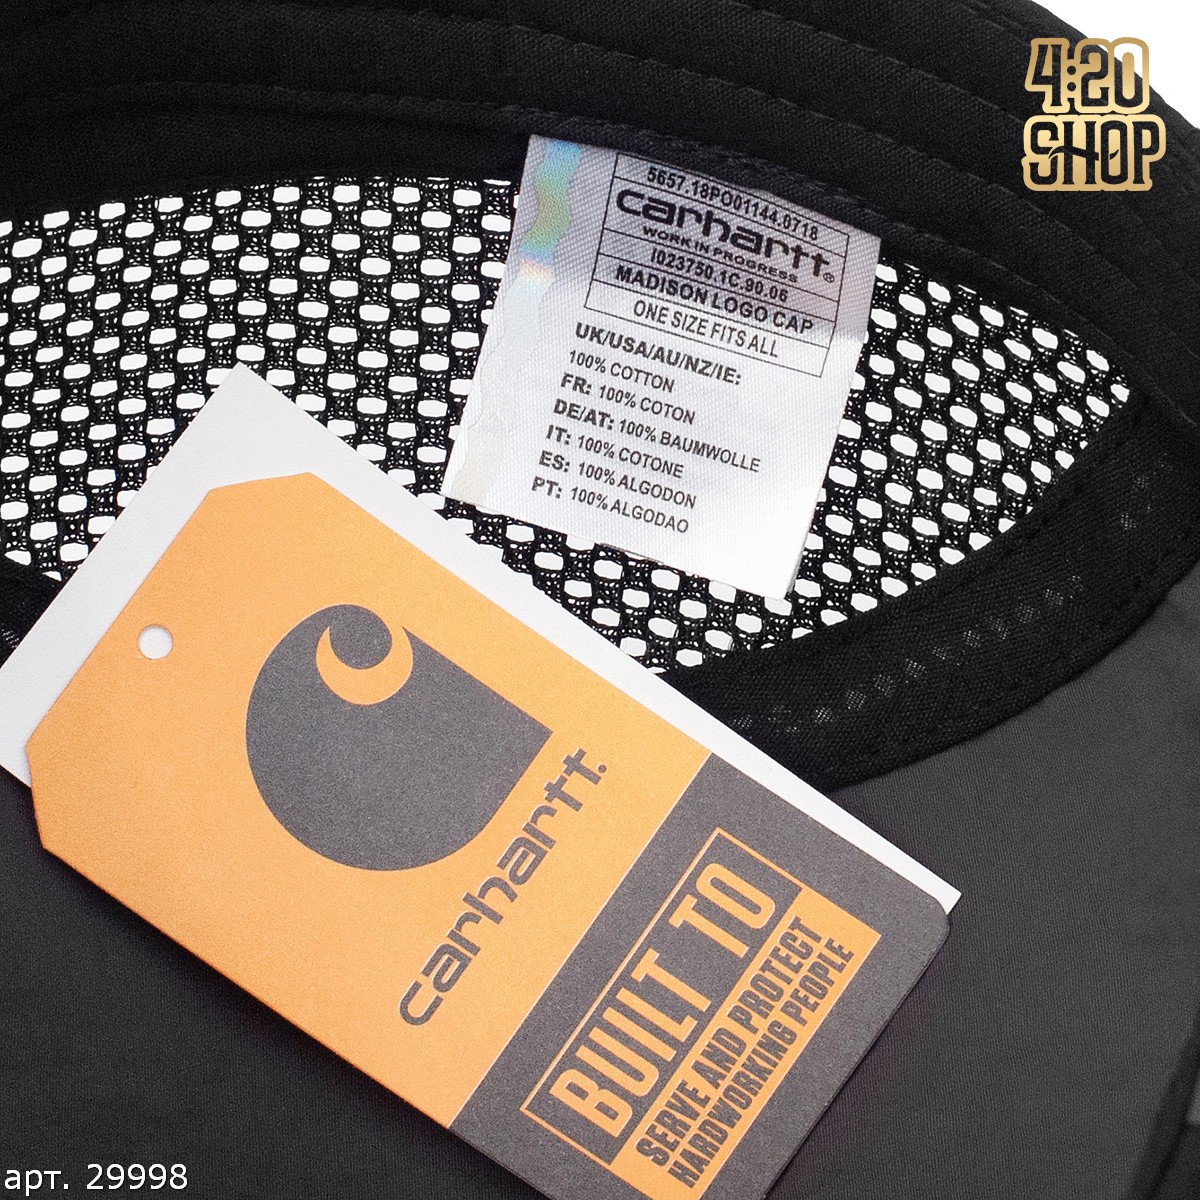 4:20
SHOP
5657.18PO01144.0718
carhartt®
WORK IN PROGRESS
I023750.1C.90.06
MADISON LOGO CAP
ONE SIZE FITS ALL
UK/USA/AU/NZ/IE:
100% COTTON
FR: 100% COTON
DE/AT: 100% BAUMWOLLE
IT: 100% COTONE
ES: 100% ALGODON
PT: 100% ALGODAO
carhartt.
BUILT TO
SERVE AND PROTECT
HARDWORKING PEOPLE
арт. 29998